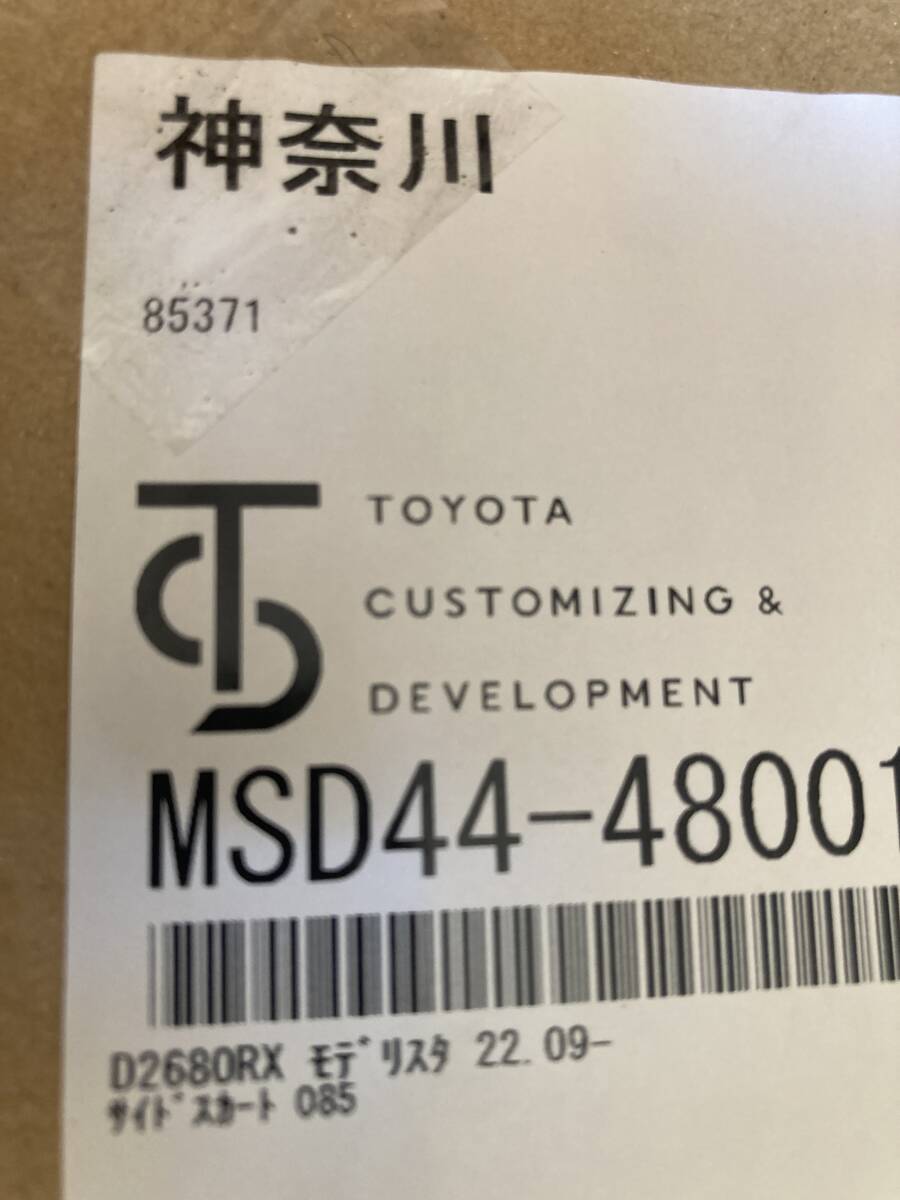 神奈川
85371
TOYOTA
CUSTOMIZING &
DEVELOPMENT
MSD44-48001
D2680RX ﾓﾃﾞﾘｽﾀ 22.09-
ｻｲﾄﾞｽｶｰﾄ 085